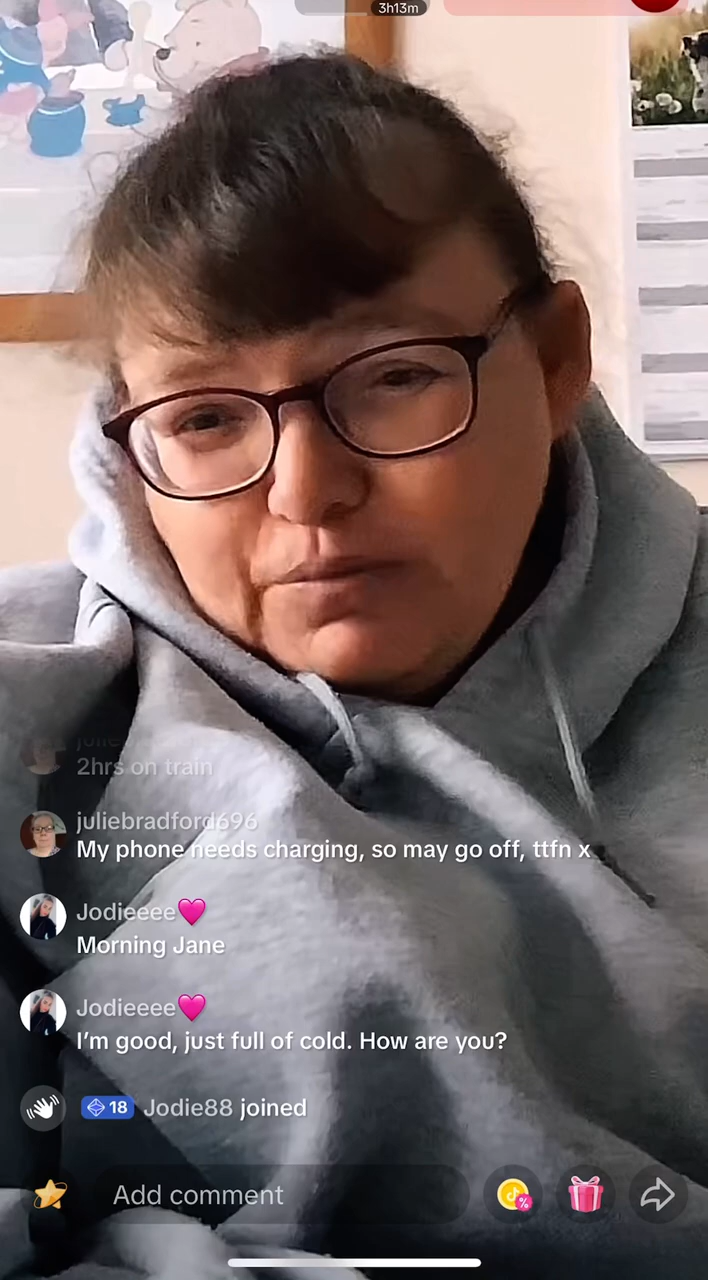 3h13m
2hrs on train
juliebradford696
My phone needs charging, so may go off, ttfn x
Jodieeee🩷
Morning Jane
Jodieeee🩷
I'm good, just full of cold. How are you?
18 Jodie88 joined
Add comment